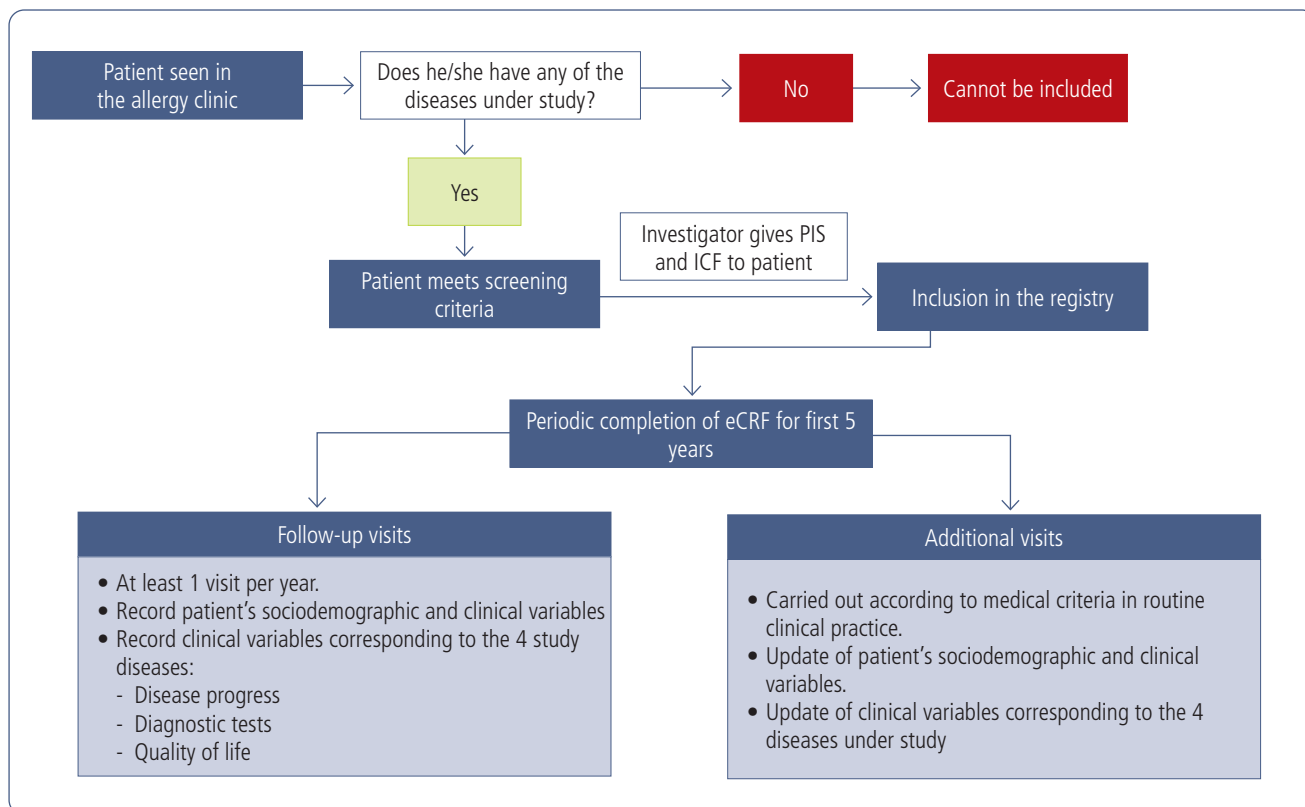 Patient seen in
the allergy clinic
Does he/she have any of the
diseases under study?
No
Cannot be included
Yes
Investigator gives PIS
and ICF to patient
Patient meets screening
criteria
Inclusion in the registry
Periodic completion of eCRF for first 5
years
Follow-up visits
• At least 1 visit per year.
• Record patient's sociodemographic and clinical variables
• Record clinical variables corresponding to the 4 study
diseases:
- Disease progress
- Diagnostic tests
- Quality of life
Additional visits
• Carried out according to medical criteria in routine
clinical practice.
• Update of patient's sociodemographic and clinical
variables.
• Update of clinical variables corresponding to the 4
diseases under study